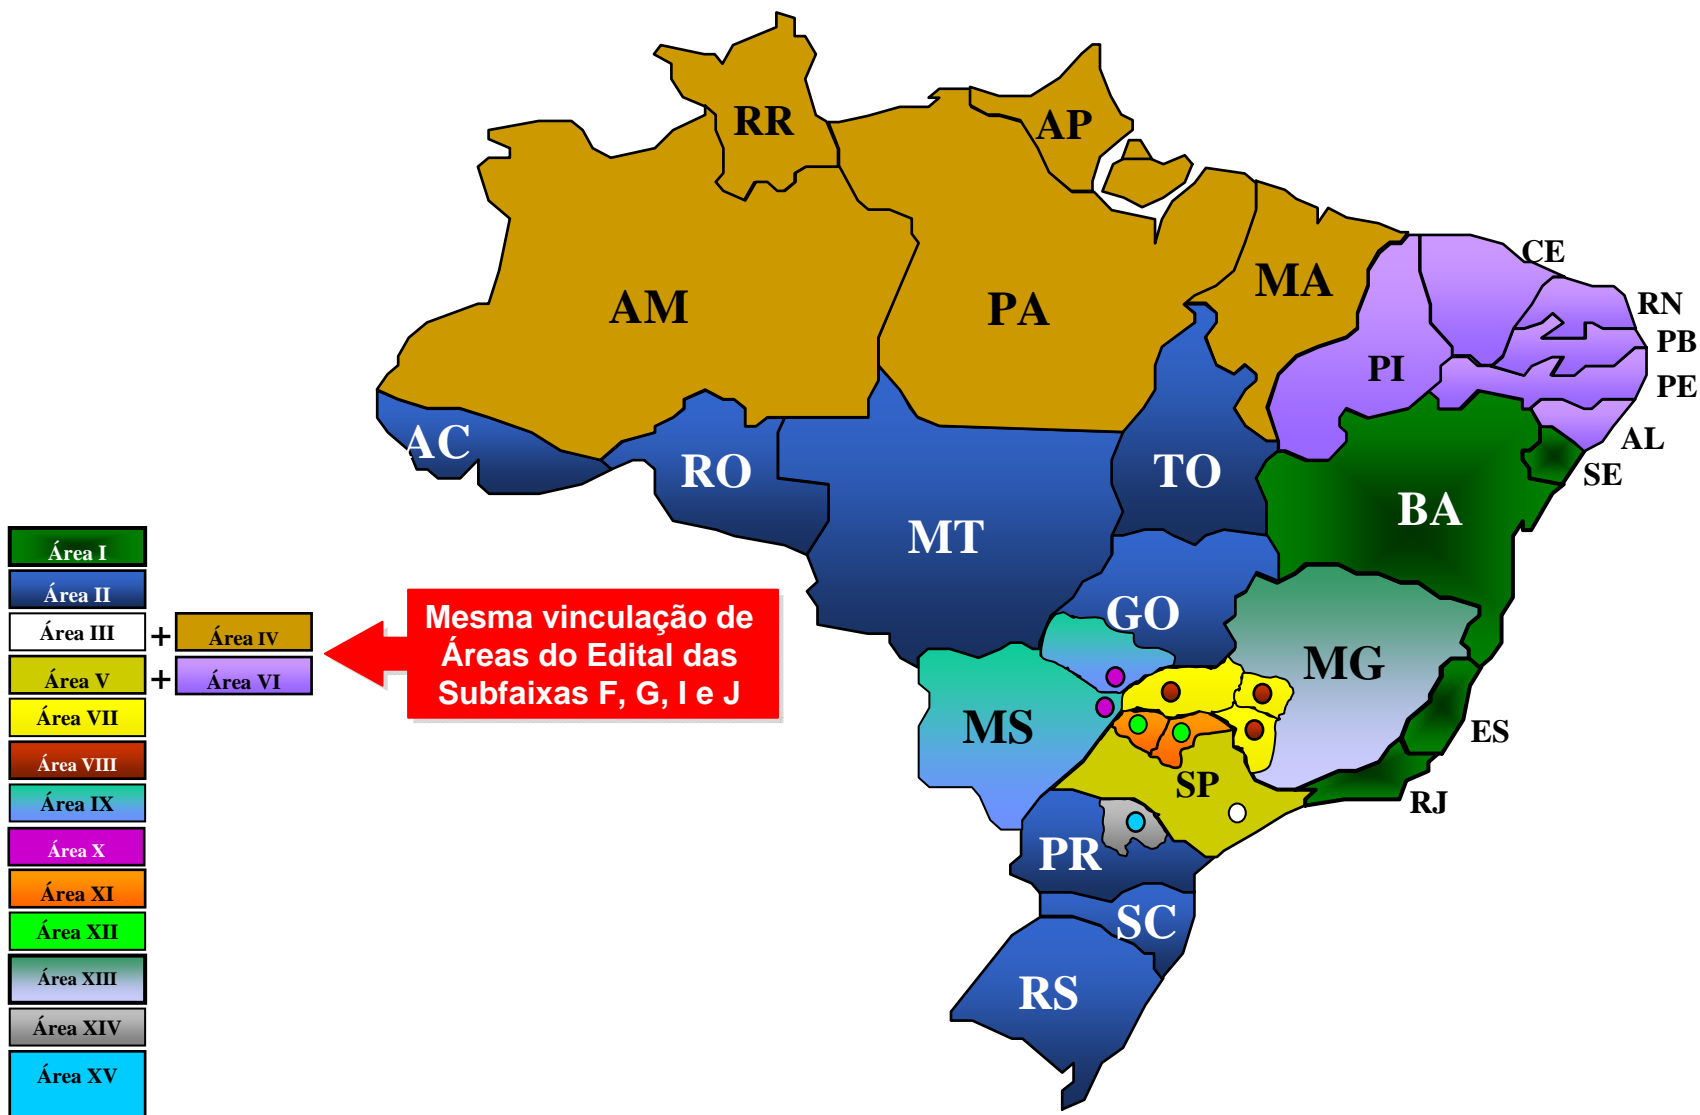 RR
AP
CE
MA
RN
AM
PA
PB
PI
PE
AC
AL
RO
TO
SE
BA
MT
GO
MG
MS
ES
SP
RJ
PR
SC
RS
Área I
Área II
Área III + Área IV
Área V + Área VI
Área VII
Área VIII
Área IX
Área X
Área XI
Área XII
Área XIII
Área XIV
Área XV
Mesma vinculação de
Áreas do Edital das
Subfaixas F, G, I e J